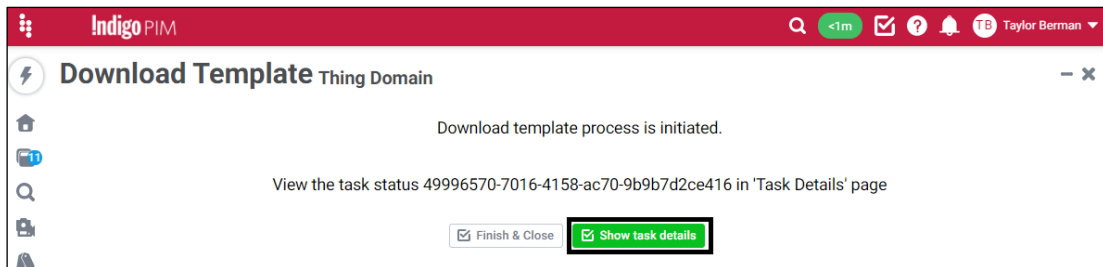 Indigo PIM
<1m
?
TB Taylor Berman
Download Template Thing Domain
Download template process is initiated.
11
View the task status 49996570-7016-4158-ac70-9b9b7d2ce416 in 'Task Details' page
Finish & Close
Show task details